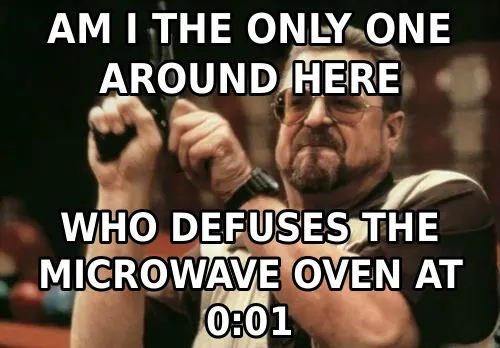 AM I THE ONLY ONE
AROUND HERE
WHO DEFUSES THE
MICROWAVE OVEN AT
0:01